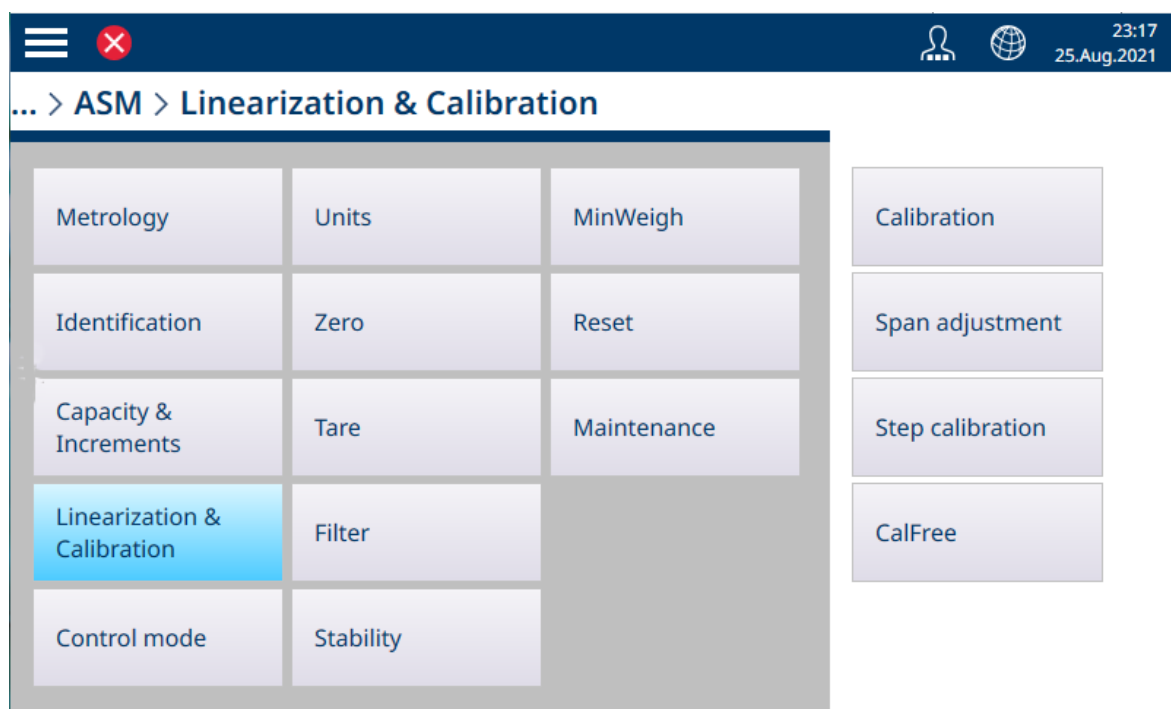 23:17
25.Aug.2021
... > ASM > Linearization & Calibration
Metrology
Units
MinWeigh
Calibration
Identification
Zero
Reset
Span adjustment
Capacity &
Increments
Tare
Maintenance
Step calibration
Linearization &
Calibration
Filter
CalFree
Control mode
Stability